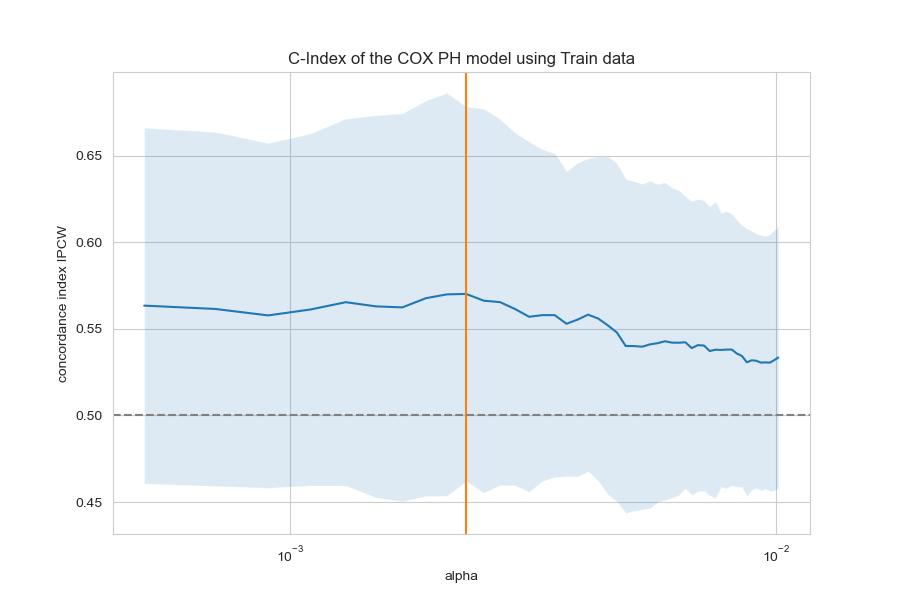 C-Index of the COX PH model using Train data
concordance index IPCW
0.65
0.60
0.55
0.50
0.45
10⁻³
10⁻²
alpha